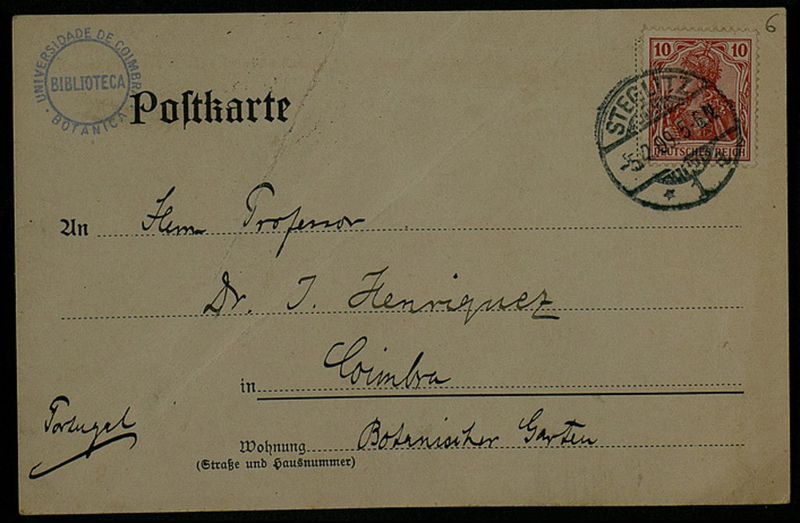 6
UNIVERSIDADE DE COIMBRA
BIBLIOTECA
BOTANICA
10 10
DEUTSCHES REICH
STEGLITZ
Postkarte
An Herrn Professor
Dr. J. Henriquez
in Coimbra
Portugal
Wohnung Botanischer Garten
(Straße und Hausnummer)